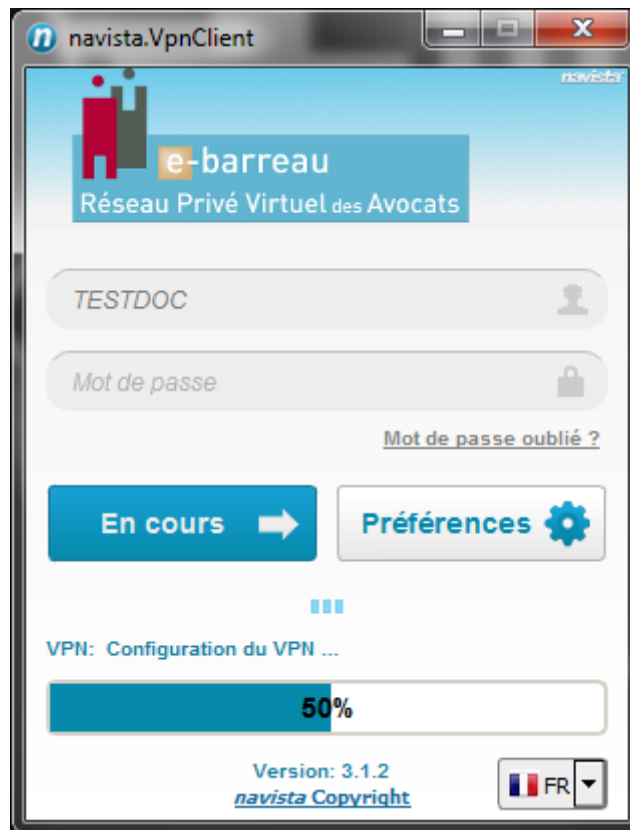 navista.VpnClient
navista
e-barreau
Réseau Privé Virtuel des Avocats
TESTDOC
Mot de passe
Mot de passe oublié ?
En cours
Préférences
VPN: Configuration du VPN ...
50%
Version: 3.1.2
navista Copyright
FR